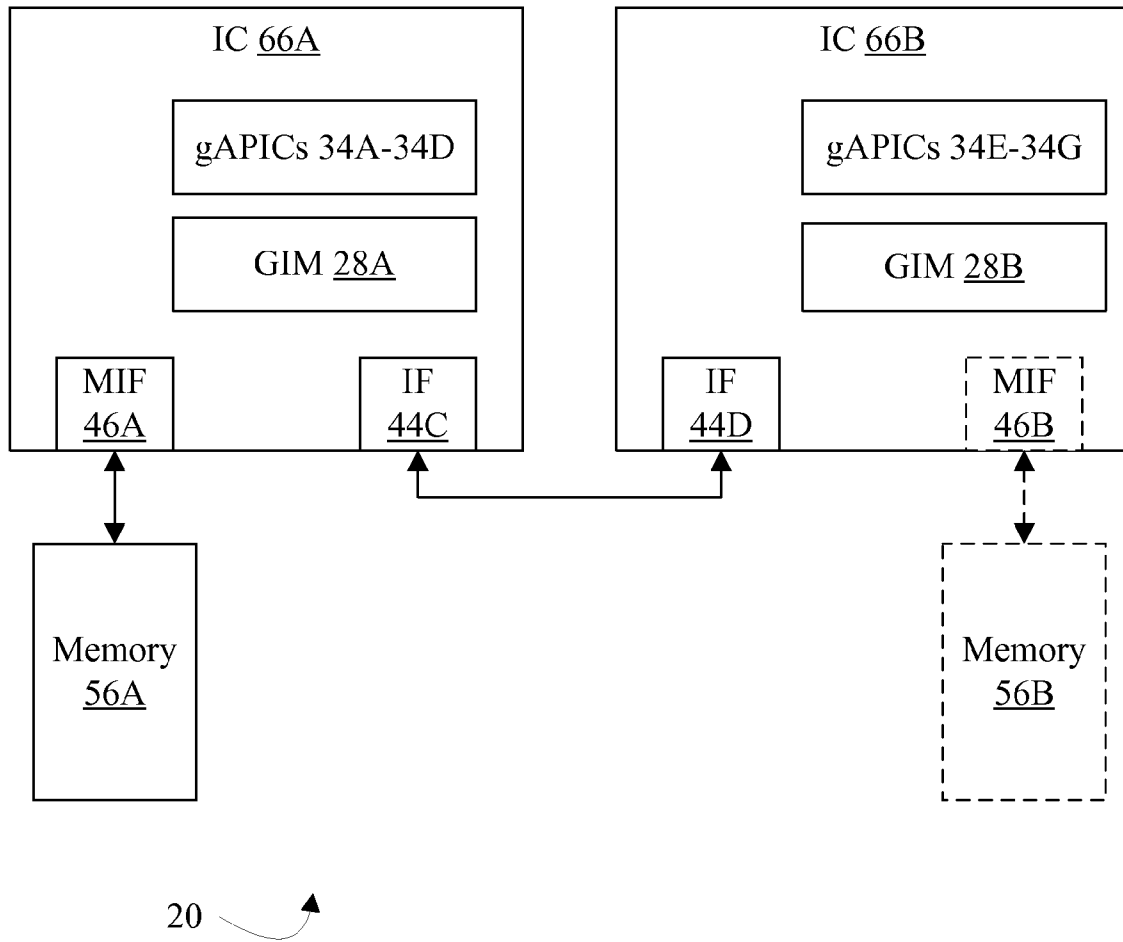 IC 66A
gAPICs 34A-34D
GIM 28A
MIF
46A
IF
44C
Memory
56A
IC 66B
gAPICs 34E-34G
GIM 28B
IF
44D
MIF
46B
Memory
56B
20